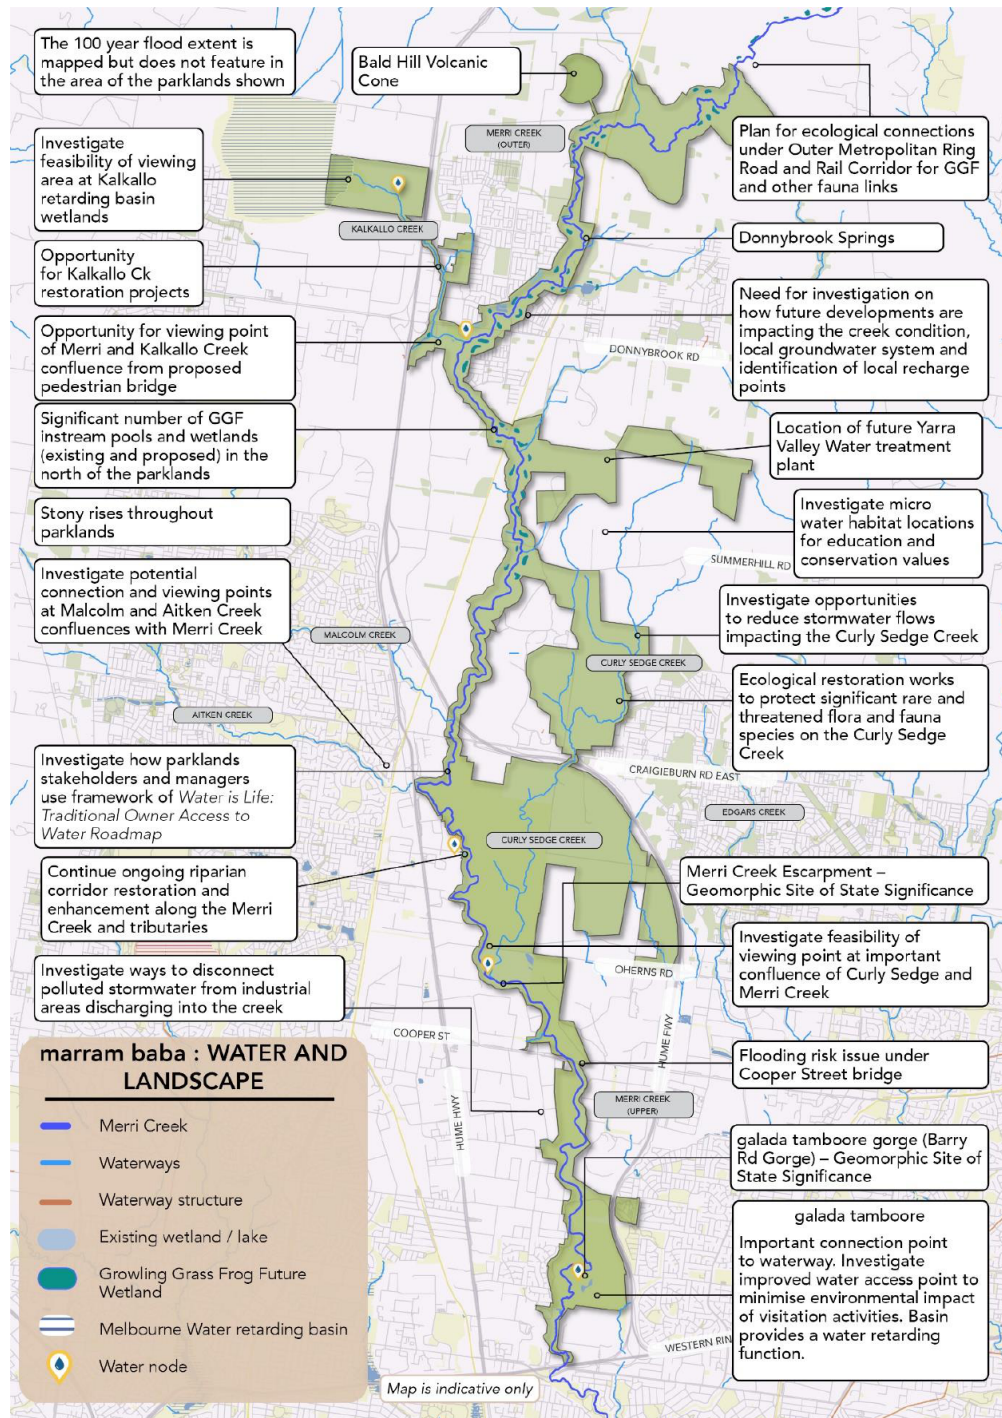 The 100 year flood extent is
mapped but does not feature in
the area of the parklands shown
Bald Hill Volcanic
Cone
MERRI CREEK
(OUTER)
Plan for ecological connections
under Outer Metropolitan Ring
Road and Rail Corridor for GGF
and other fauna links
Investigate
feasibility of viewing
area at Kalkallo
retarding basin
wetlands
KALKALLO CREEK
Donnybrook Springs
Opportunity
for Kalkallo Ck
restoration projects
Need for investigation on
how future developments are
impacting the creek condition,
local groundwater system and
identification of local recharge
points
Opportunity for viewing point
of Merri and Kalkallo Creek
confluence from proposed
pedestrian bridge
DONNYBROOK RD
Significant number of GGF
instream pools and wetlands
(existing and proposed) in the
north of the parklands
Location of future Yarra
Valley Water treatment
plant
Stony rises throughout
parklands
Investigate micro
water habitat locations
for education and
conservation values
SUMMERHILL RD
Investigate potential
connection and viewing points
at Malcolm and Aitken Creek
confluences with Merri Creek
MALCOLM CREEK
Investigate opportunities
to reduce stormwater flows
impacting the Curly Sedge Creek
CURLY SEDGE CREEK
AITKEN CREEK
Ecological restoration works
to protect significant rare and
threatened flora and fauna
species on the Curly Sedge
Creek
Investigate how parklands
stakeholders and managers
use framework of Water is Life:
Traditional Owner Access to
Water Roadmap
CRAIGIEBURN RD EAST
EDGARS CREEK
CURLY SEDGE CREEK
Continue ongoing riparian
corridor restoration and
enhancement along the Merri
Creek and tributaries
Merri Creek Escarpment –
Geomorphic Site of State Significance
Investigate feasibility of
viewing point at important
confluence of Curly Sedge and
Merri Creek
OHERNS RD
Investigate ways to disconnect
polluted stormwater from industrial
areas discharging into the creek
COOPER ST
HUME FWY
Flooding risk issue under
Cooper Street bridge
MERRI CREEK
(UPPER)
HUME HWY
galada tamboore gorge (Barry
Rd Gorge) – Geomorphic Site of
State Significance
galada tamboore
Important connection point
to waterway. Investigate
improved water access point to
minimise environmental impact
of visitation activities. Basin
provides a water retarding
function.
WESTERN RIN
marram baba : WATER AND
LANDSCAPE
Merri Creek
Waterways
Waterway structure
Existing wetland / lake
Growling Grass Frog Future
Wetland
Melbourne Water retarding basin
Water node
Map is indicative only